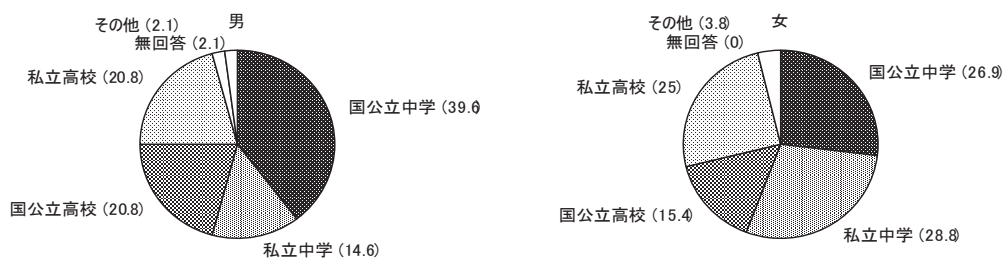 男
その他 (2.1)
無回答 (2.1)
私立高校 (20.8)
国公立中学 (39.6)
国公立高校 (20.8)
私立中学 (14.6)
女
その他 (3.8)
無回答 (0)
国公立中学 (26.9)
私立高校 (25)
国公立高校 (15.4)
私立中学 (28.8)